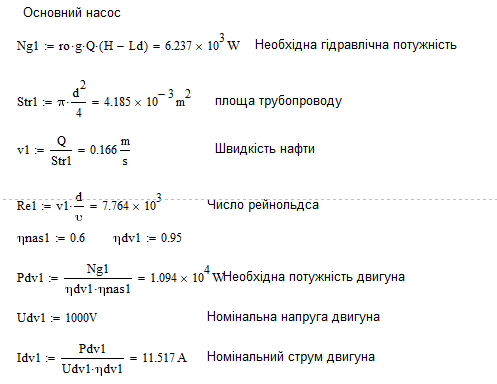 Основний насос
Ng1 := ro·g·Q·(H − Ld) = 6.237 × 10³ W Необхідна гідравлічна потужність
Str1 := π·d²/4 = 4.185 × 10⁻³ m² площа трубопроводу
v1 := Q/Str1 = 0.166 m/s Швидкість нафти
Re1 := v1·d/υ = 7.764 × 10³ Число рейнольдса
ηnas1 := 0.6 ηdv1 := 0.95
Pdv1 := Ng1/(ηdv1·ηnas1) = 1.094 × 10⁴ W Необхідна потужність двигуна
Udv1 := 1000V Номінальна напруга двигуна
Idv1 := Pdv1/(Udv1·ηdv1) = 11.517 A Номінальний струм двигуна